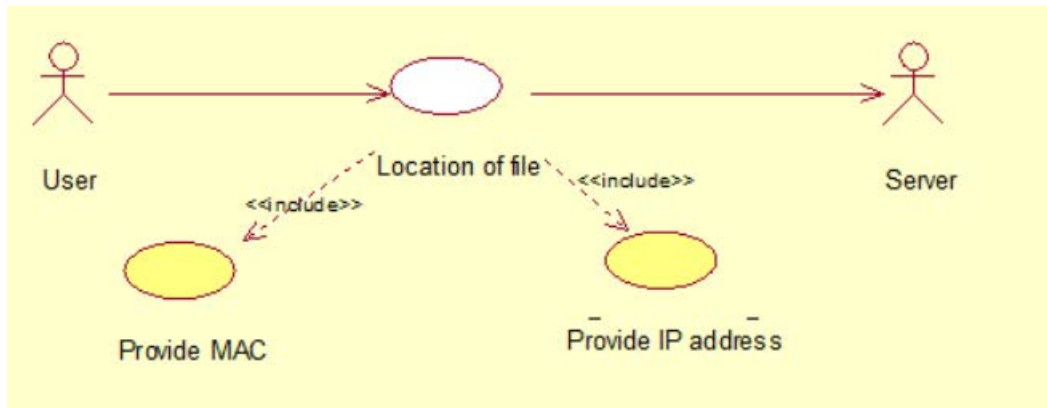 User
Location of file
Server
<<include>>
<<include>>
Provide MAC
Provide IP address